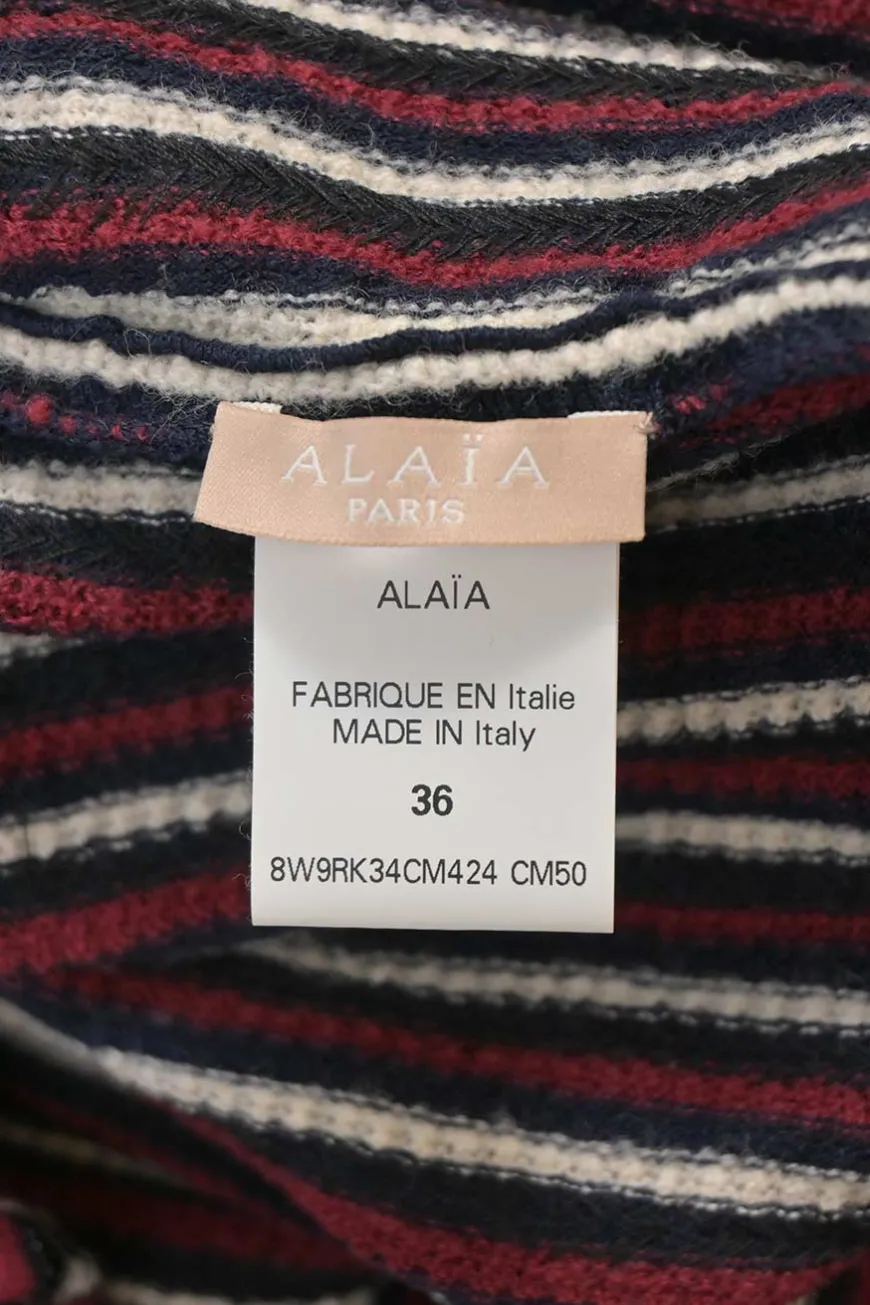 ALAÏA
PARIS
ALAÏA
FABRIQUE EN Italie
MADE IN Italy
36
8W9RK34CM424 CM50